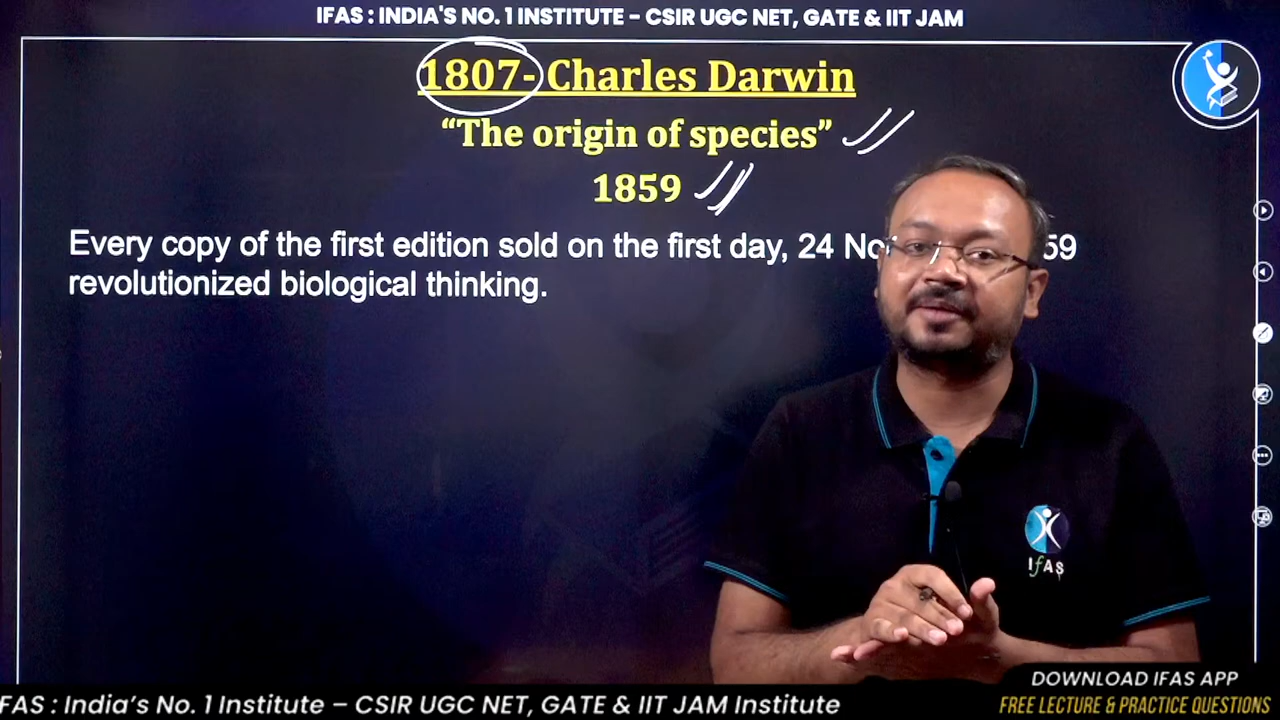 IFAS : INDIA'S NO. 1 INSTITUTE – CSIR UGC NET, GATE & IIT JAM
1807- Charles Darwin
“The origin of species”
1859
Every copy of the first edition sold on the first day, 24 59
revolutionized biological thinking.
IfAS
DOWNLOAD IFAS APP
FAS : India’s No. 1 Institute – CSIR UGC NET, GATE & IIT JAM Institute
FREE LECTURE & PRACTICE QUESTIONS